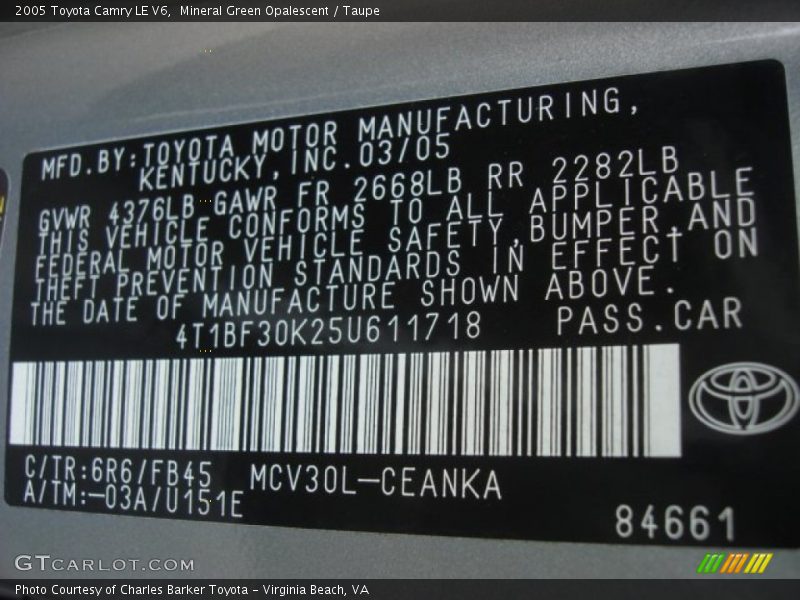 2005 Toyota Camry LE V6,  Mineral Green Opalescent / Taupe
MFD.BY:TOYOTA MOTOR MANUFACTURING,
KENTUCKY,INC.03/05
GVWR 4376LB GAWR FR 2668LB RR 2282LB
THIS VEHICLE CONFORMS TO ALL APPLICABLE
FEDERAL MOTOR VEHICLE SAFETY,BUMPER,AND
THEFT PREVENTION STANDARDS IN EFFECT ON
THE DATE OF MANUFACTURE SHOWN ABOVE.
4T1BF30K25U611718 PASS.CAR
C/TR:6R6/FB45 MCV30L-CEANKA
A/TM:-03A/U151E
84661
GTCARLOT.COM
Photo Courtesy of Charles Barker Toyota - Virginia Beach, VA